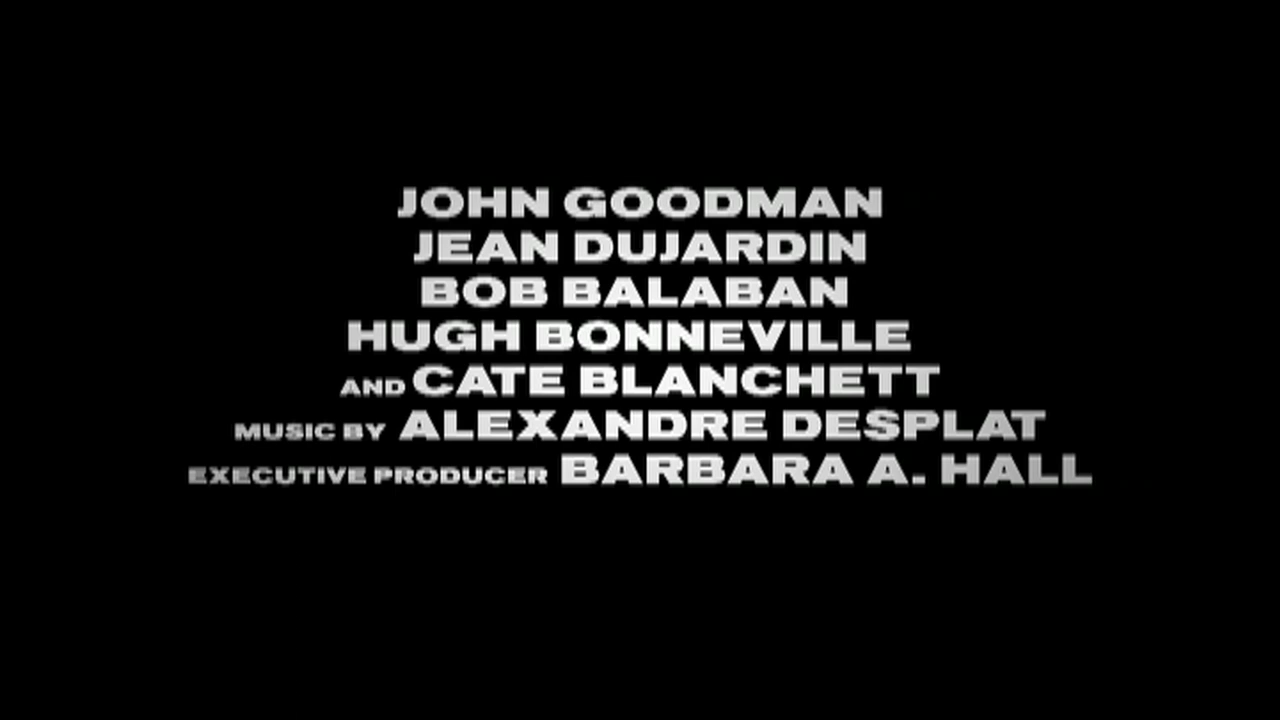 JOHN GOODMAN
JEAN DUJARDIN
BOB BALABAN
HUGH BONNEVILLE
AND CATE BLANCHETT
MUSIC BY ALEXANDRE DESPLAT
EXECUTIVE PRODUCER BARBARA A. HALL